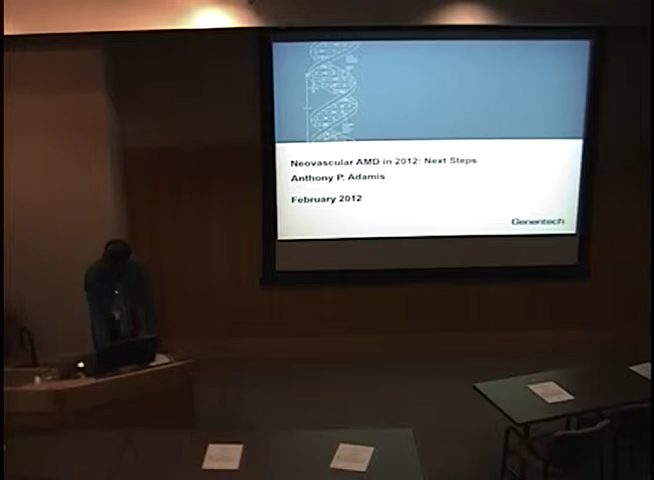 Neovascular AMD in 2012: Next Steps
Anthony P. Adamis
February 2012
Genentech